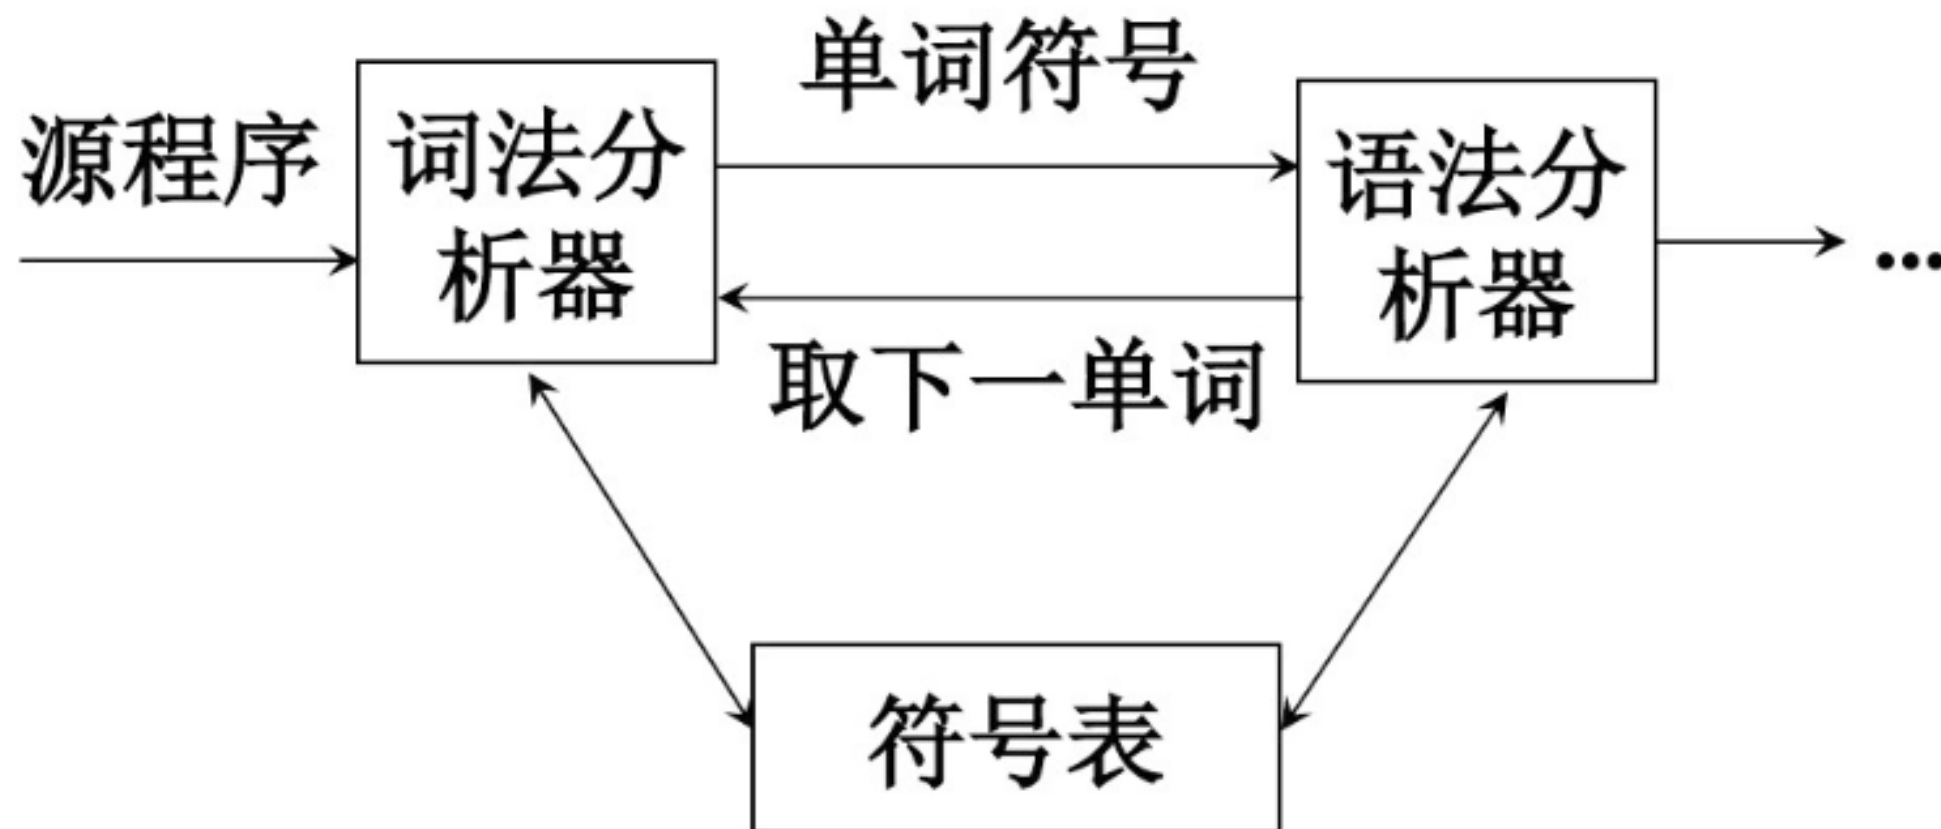 单词符号
源程序
词法分
析器
语法分
析器
...
取下一单词
符号表